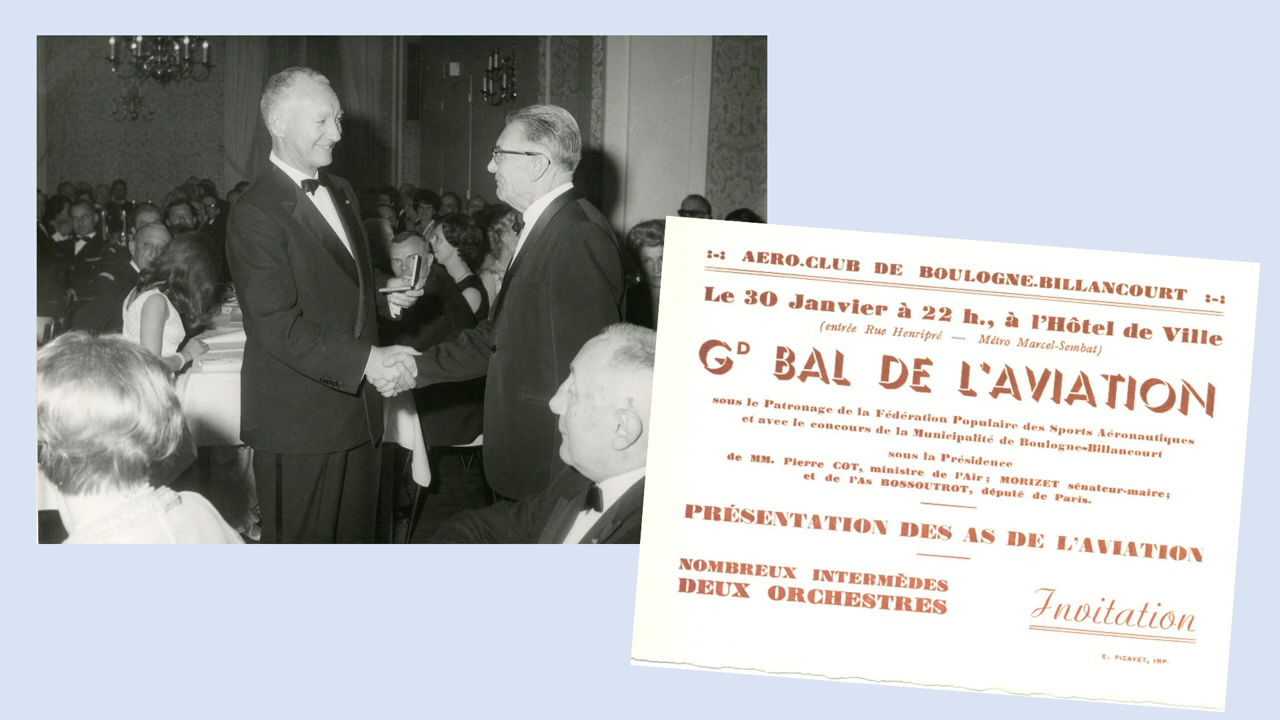 :-: AERO.CLUB DE BOULOGNE.BILLANCOURT :-:
Le 30 Janvier à 22 h., à l'Hôtel de Ville
(entrée Rue Henripré — Métro Marcel-Sembat)
GD BAL DE L'AVIATION
sous le Patronage de la Fédération Populaire des Sports Aéronautiques
et avec le concours de la Municipalité de Boulogne-Billancourt
sous la Présidence
de MM. Pierre COT, ministre de l'Air; MORIZET sénateur-maire;
et de l'As BOSSOUTROT, député de Paris.
PRÉSENTATION DES AS DE L'AVIATION
NOMBREUX INTERMÈDES
DEUX ORCHESTRES
Invitation
E. PICAVET, IMP.